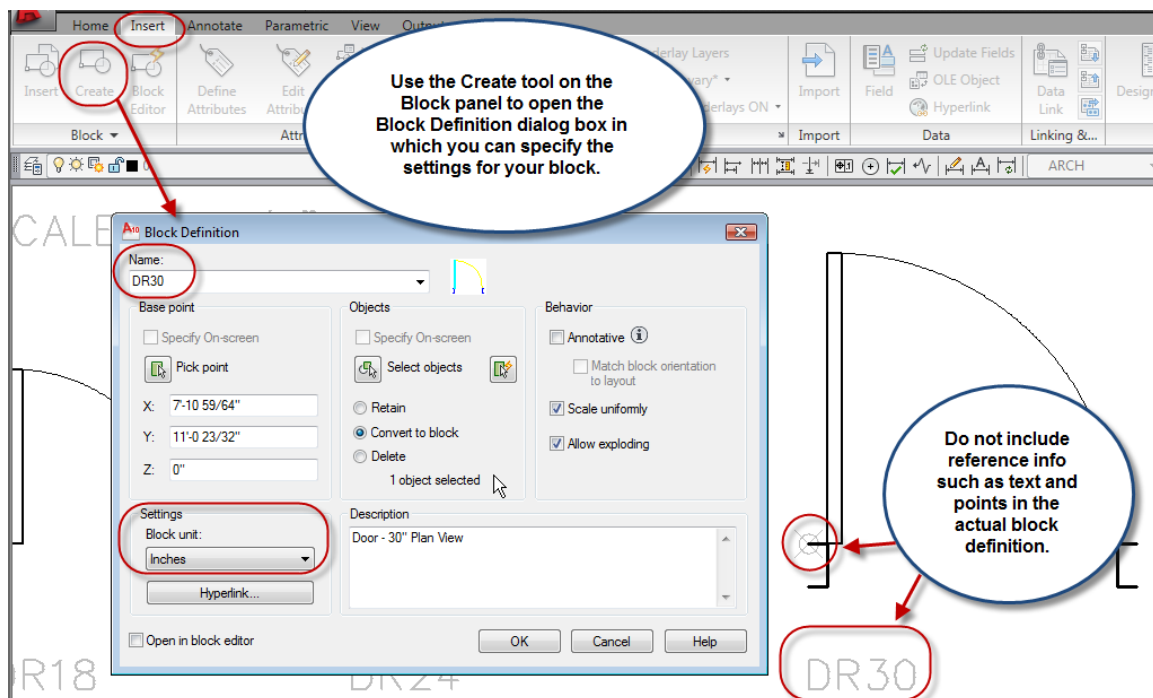 Home Insert Annotate Parametric View
Use the Create tool on the
Block panel to open the
Block Definition dialog box in
which you can specify the
settings for your block.
Insert Create Block Editor
Define Attributes
Edit
Layers
Underlays ON
Import
Field
Update Fields
OLE Object
Hyperlink
Data Link
Block
Import
Data
Linking &...
ARCH
Block Definition
Name:
DR30
Base point
Specify On-screen
Pick point
X: 7'-10 59/64"
Y: 11'-0 23/32"
Z: 0"
Objects
Specify On-screen
Select objects
Retain
Convert to block
Delete
1 object selected
Behavior
Annotative
Match block orientation
to layout
Scale uniformly
Allow exploding
Settings
Block unit:
Inches
Hyperlink...
Description
Door - 30" Plan View
Open in block editor
OK Cancel Help
Do not include
reference info
such as text and
points in the
actual block
definition.
DR24
DR30